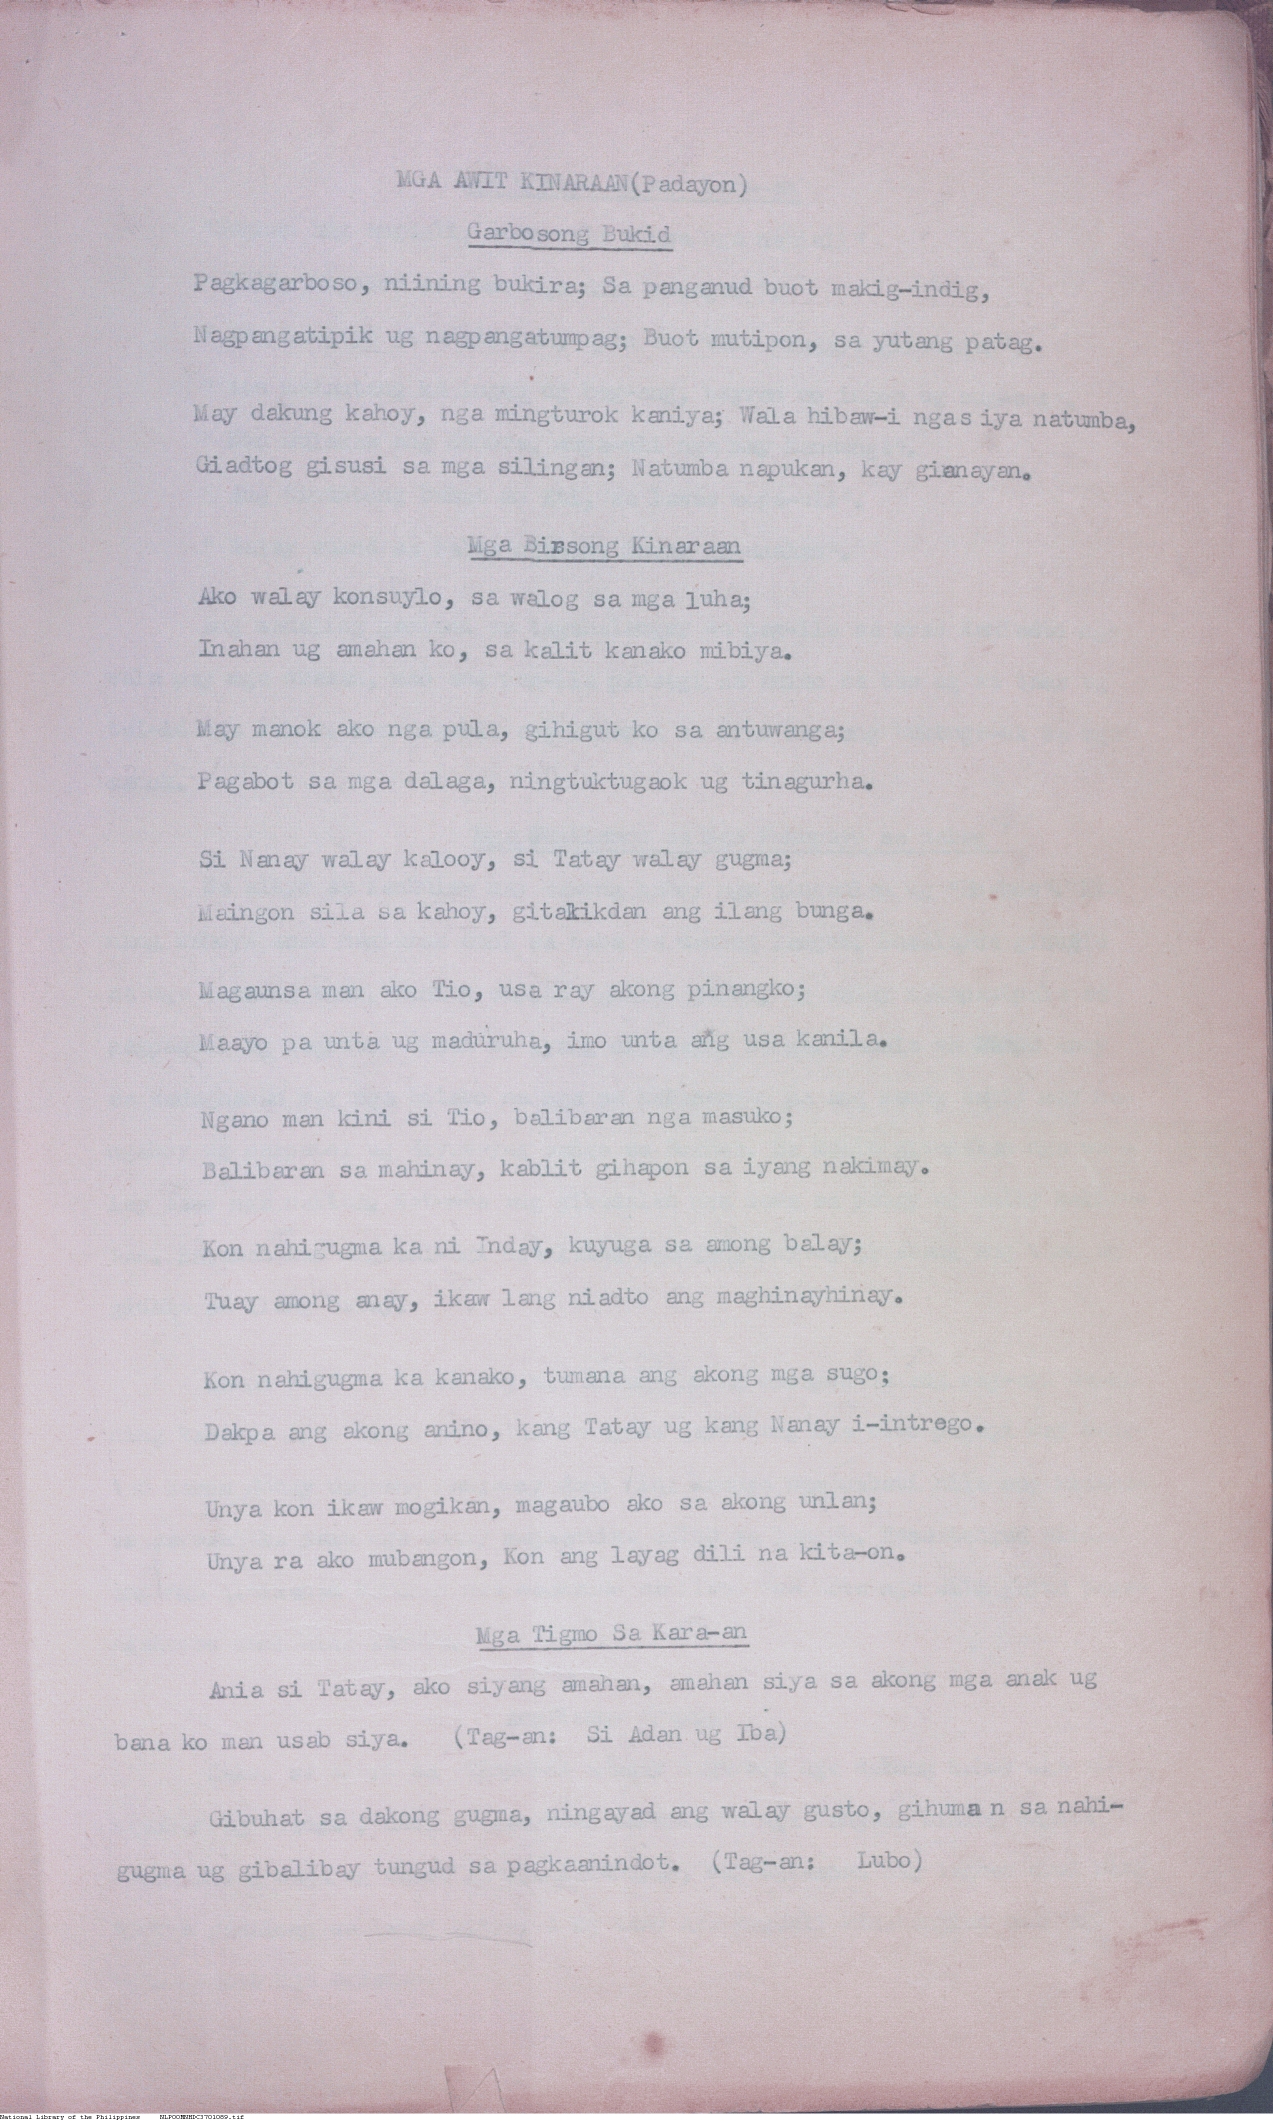 MGA AWIT KINARAAN(Padayon)
Garbosong Bukid
Pagkagarboso, niining bukira; Sa panganud buot makig-indig,
Nagpangatipik ug nagpangatumpag; Buot mutipon, sa yutang patag.
May dakung kahoy, nga mingturok kaniya; Wala hibaw-i ngas iya natumba,
Giadtog gisusi sa mga silingan; Natumba napukan, kay gianayan.
Mga Birsong Kinaraan
Ako walay konsuylo, sa walog sa mga luha;
Inahan ug amahan ko, sa kalit kanako mibiya.
May manok ako nga pula, gihigut ko sa antuwanga;
Pagabot sa mga dalaga, ningtuktugaok ug tinagurha.
Si Nanay walay kalooy, si Tatay walay gugma;
Maingon sila sa kahoy, gitakikdan ang ilang bunga.
Magaunsa man ako Tio, usa ray akong pinangko;
Maayo pa unta ug maduruha, imo unta ang usa kanila.
Ngano man kini si Tio, balibaran nga masuko;
Balibaran sa mahinay, kablit gihapon sa iyang nakimay.
Kon nahigugma ka ni Inday, kuyuga sa among balay;
Tuay among anay, ikaw lang niadto ang maghinayhinay.
Kon nahigugma ka kanako, tumana ang akong mga sugo;
Dakpa ang akong anino, kang Tatay ug kang Nanay i-intrego.
Unya kon ikaw mogikan, magaubo ako sa akong unlan;
Unya ra ako mubangon, Kon ang layag dili na kita-on.
Mga Tigmo Sa Kara-an
Ania si Tatay, ako siyang amahan, amahan siya sa akong mga anak ug
bana ko man usab siya. (Tag-an: Si Adan ug Iba)
Gibuhat sa dakong gugma, ningayad ang walay gusto, gihuman sa nahi-
gugma ug gibalibay tungud sa pagkaanindot. (Tag-an: Lubo)
National Library of the Philippines NLPOOMNHDC3701089.tif